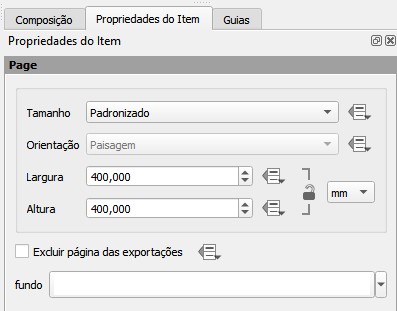 Composição Propriedades do Item Guias
Propriedades do Item
Page
Tamanho Padronizado
Orientação Paisagem
Largura 400,000
mm
Altura 400,000
Excluir página das exportações
fundo